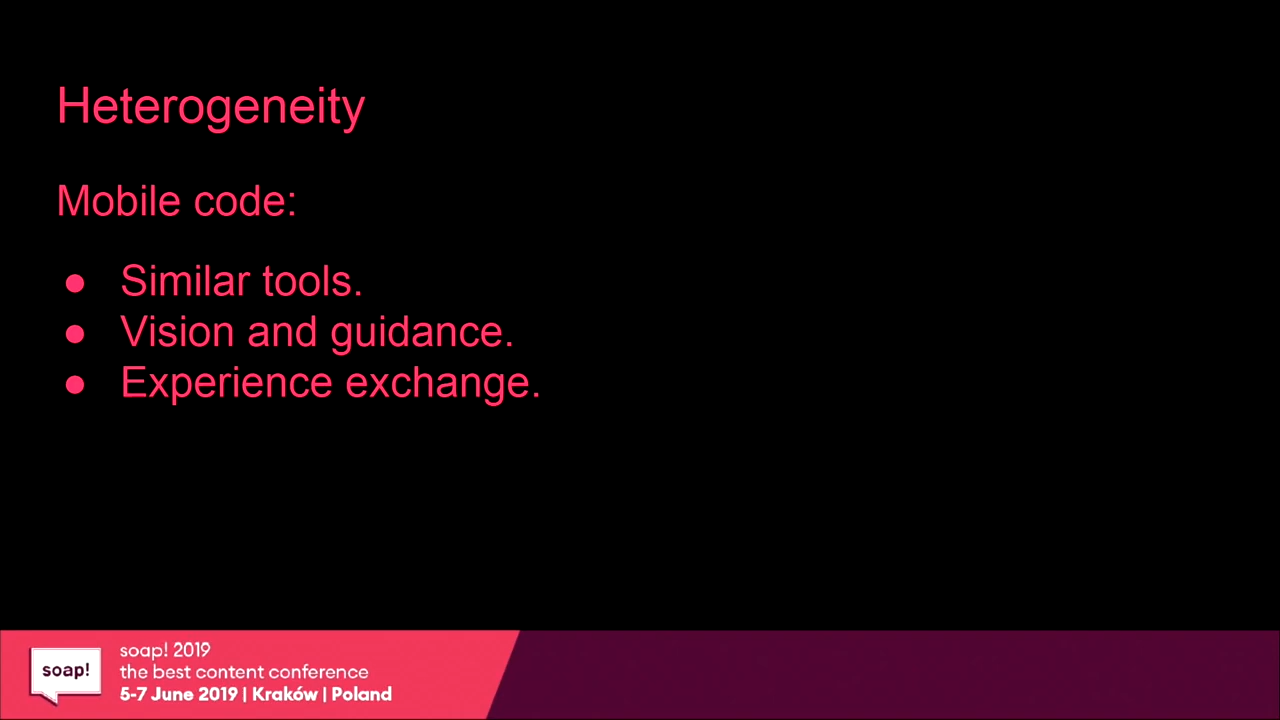 Heterogeneity
Mobile code:
● Similar tools.
● Vision and guidance.
● Experience exchange.
soap!
soap! 2019
the best content conference
5-7 June 2019 | Kraków | Poland